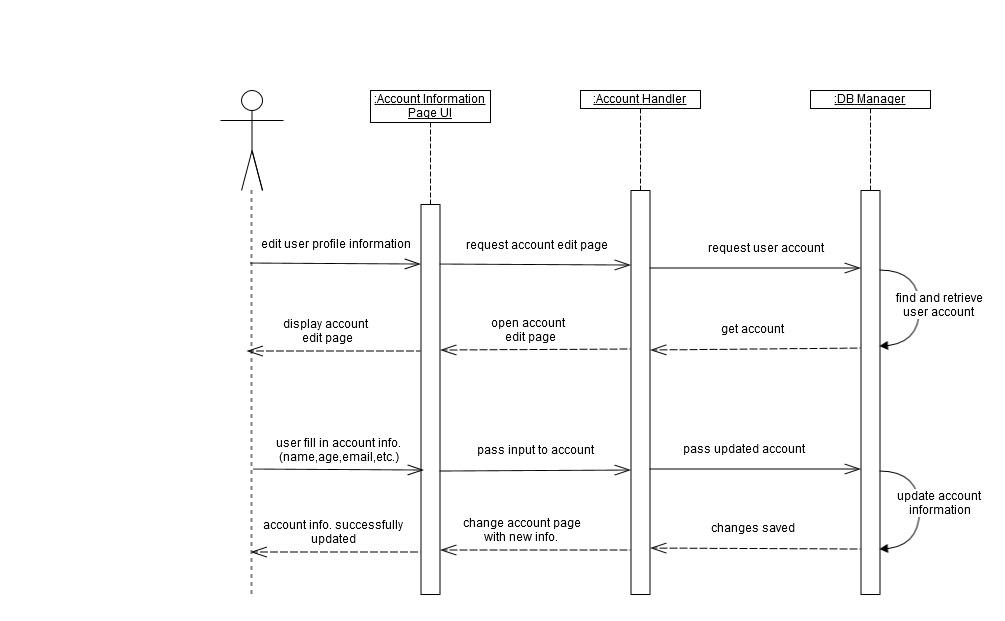 :Account Information
Page UI
:Account Handler
:DB Manager
edit user profile information
request account edit page
request user account
find and retrieve
user account
display account
edit page
open account
edit page
get account
user fill in account info.
(name,age,email,etc.)
pass input to account
pass updated account
update account
information
account info. successfully
updated
change account page
with new info.
changes saved